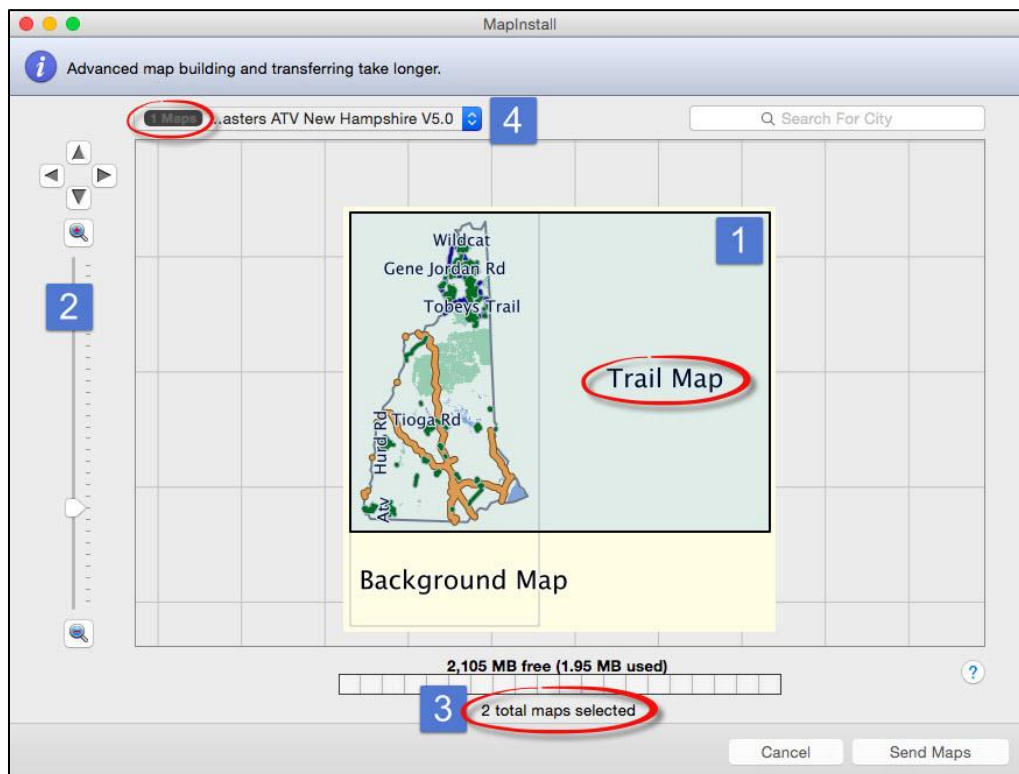 MapInstall
i Advanced map building and transferring take longer.
1 Maps ..asters ATV New Hampshire V5.0 4 Search For City
1
Wildcat
Gene Jordan Rd
2
Tobeys Trail
Trail Map
Tioga Rd
Hurd Rd
Atv
Background Map
2,105 MB free (1.95 MB used)
?
3 2 total maps selected
Cancel Send Maps